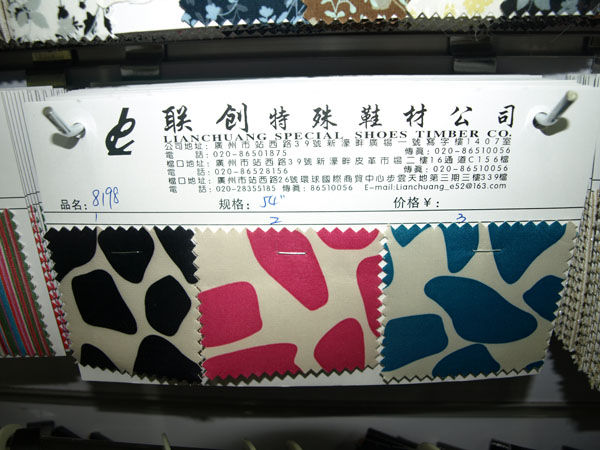 联创特殊鞋材公司
LIANCHUANG SPECIAL SHOES TIMBER CO.
公司地址:廣州市站西路39號新濠畔廣場一號寫字樓1407室
電 話:020-86501875 傳真:020-86510056
檔口地址:廣州市站西路39號新濠畔皮革市場二樓16通道C156檔
電 話:020-86528156 傳真:020-86510056
檔口地址:廣州市站西路26號環球國際商貿中心步雲天地第三期三樓339檔
電 話:020-28355185 傳真:86510056 E-mail:Lianchuang_e52@163.com
品名: 8198 规格: 54" 价格¥:
1 2 3